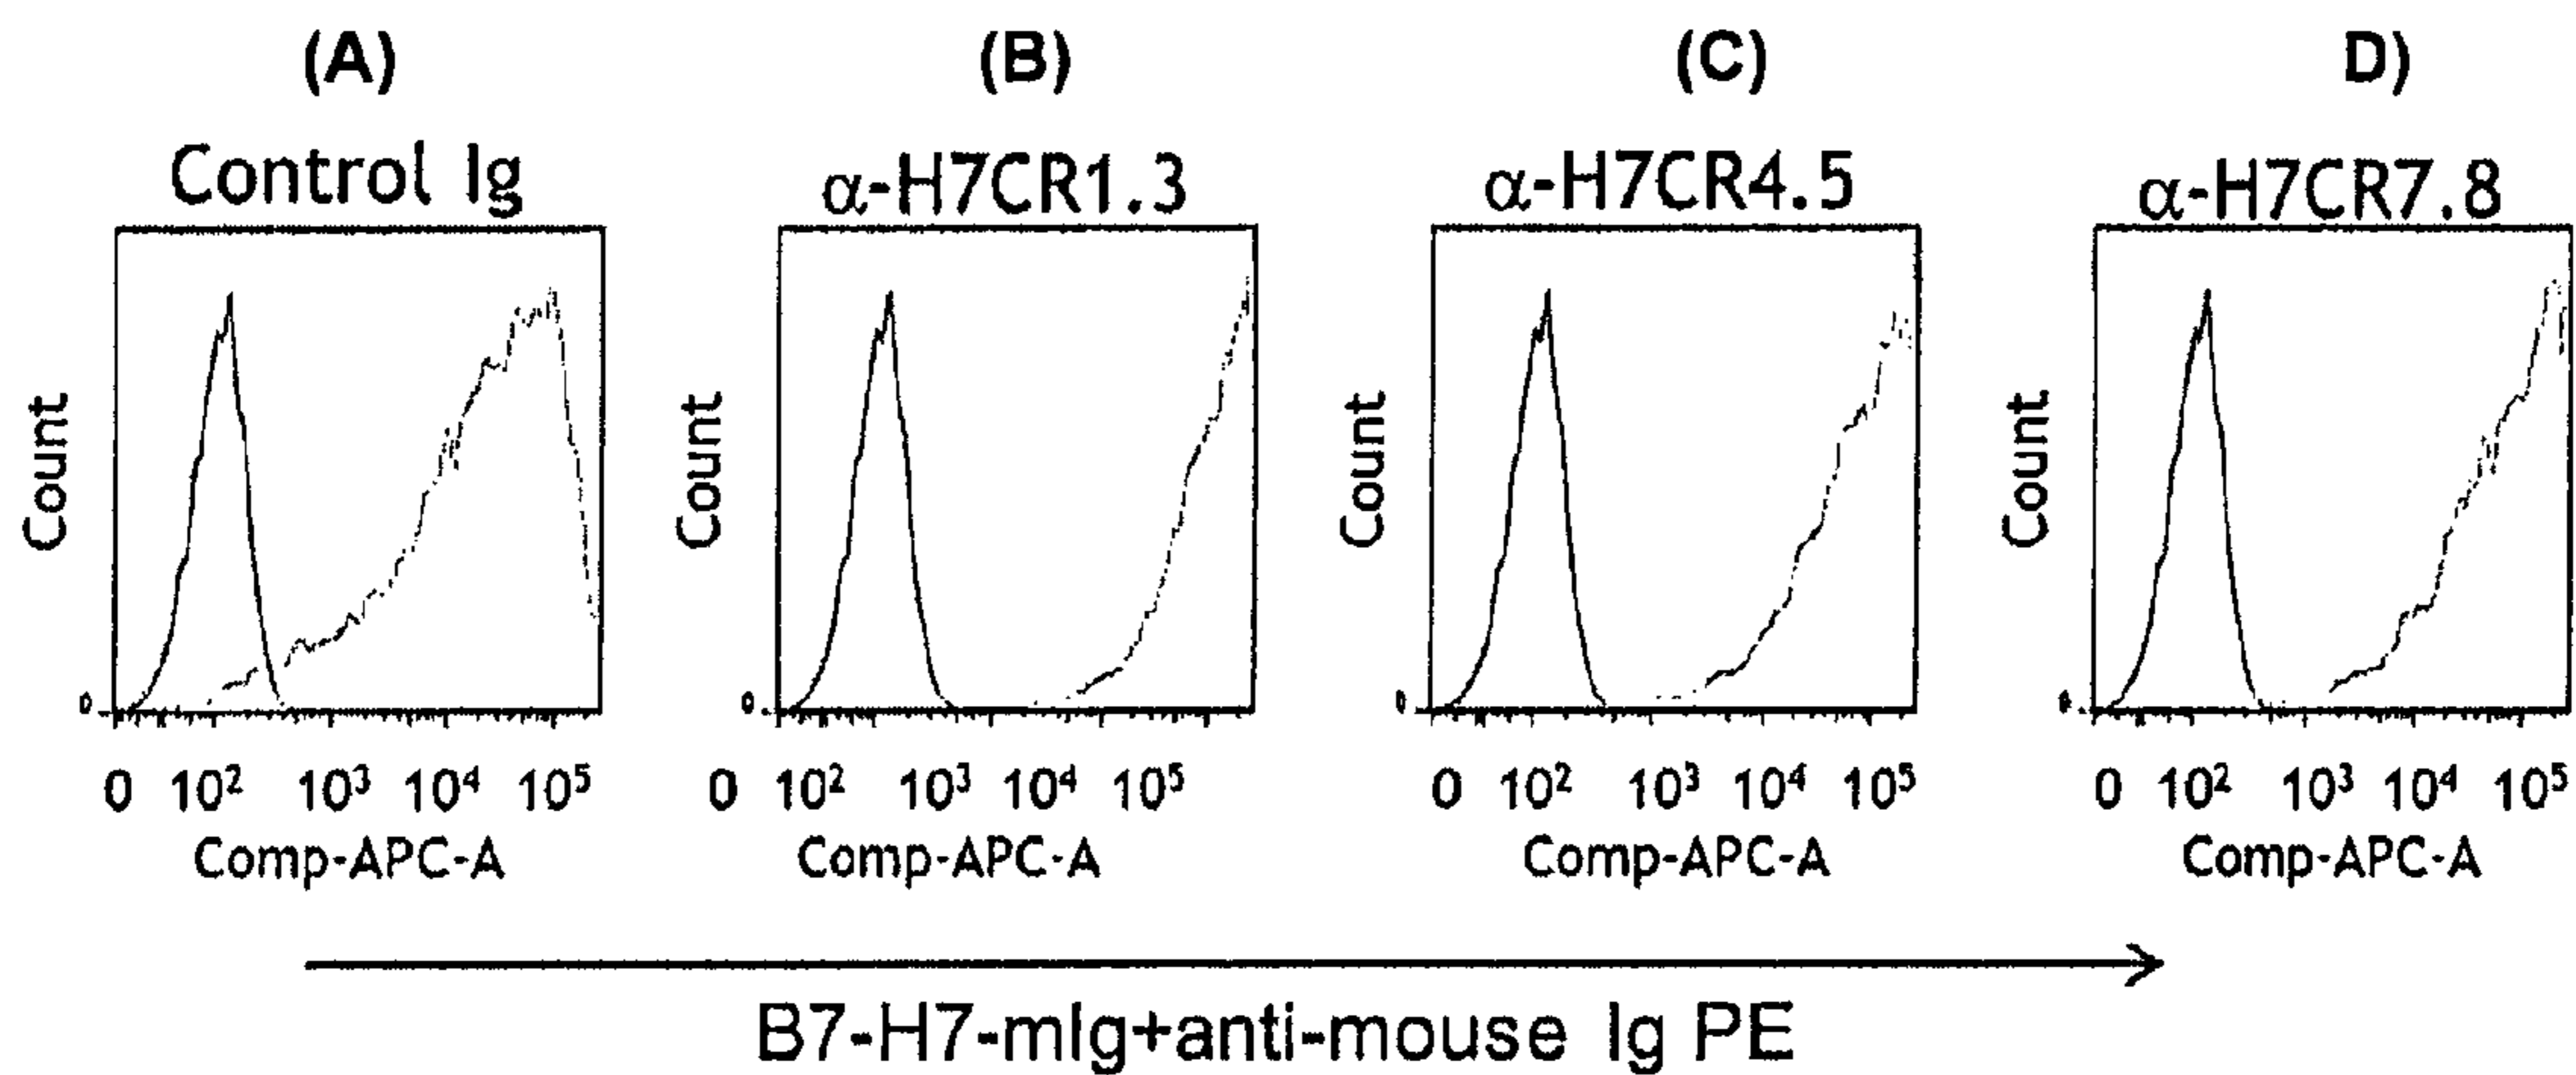 (A) (B) (C) D)
Control Ig α-H7CR1.3 α-H7CR4.5 α-H7CR7.8
Count Count Count Count
0 0 0 0
0 10² 10³ 10⁴ 10⁵ 0 10² 10³ 10⁴ 10⁵ 0 10² 10³ 10⁴ 10⁵ 0 10² 10³ 10⁴ 10⁵
Comp-APC-A Comp-APC-A Comp-APC-A Comp-APC-A
B7-H7-mIg+anti-mouse Ig PE